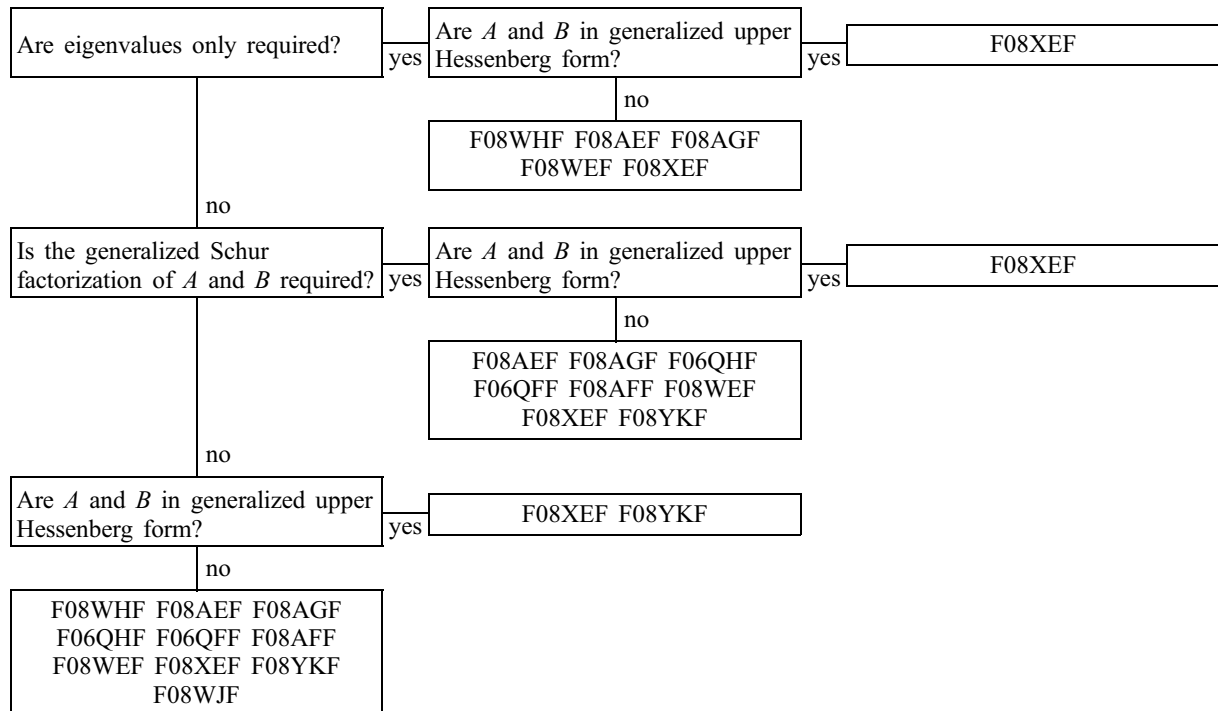 Are eigenvalues only required?
yes
Are A and B in generalized upper
Hessenberg form?
yes
F08XEF
no
F08WHF F08AEF F08AGF
F08WEF F08XEF
no
Is the generalized Schur
factorization of A and B required?
yes
Are A and B in generalized upper
Hessenberg form?
yes
F08XEF
no
F08AEF F08AGF F06QHF
F06QFF F08AFF F08WEF
F08XEF F08YKF
no
Are A and B in generalized upper
Hessenberg form?
yes
F08XEF F08YKF
no
F08WHF F08AEF F08AGF
F06QHF F06QFF F08AFF
F08WEF F08XEF F08YKF
F08WJF